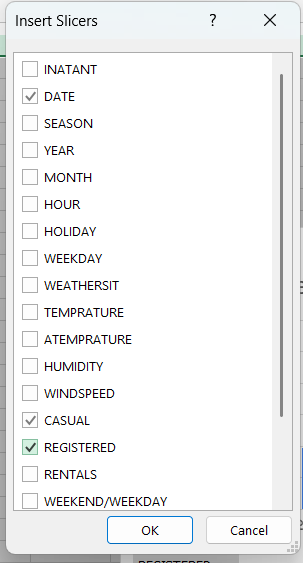 Insert Slicers ?
INATANT
DATE
SEASON
YEAR
MONTH
HOUR
HOLIDAY
WEEKDAY
WEATHERSIT
TEMPRATURE
ATEMPRATURE
HUMIDITY
WINDSPEED
CASUAL
REGISTERED
RENTALS
WEEKEND/WEEKDAY
OK Cancel
REGISTERED